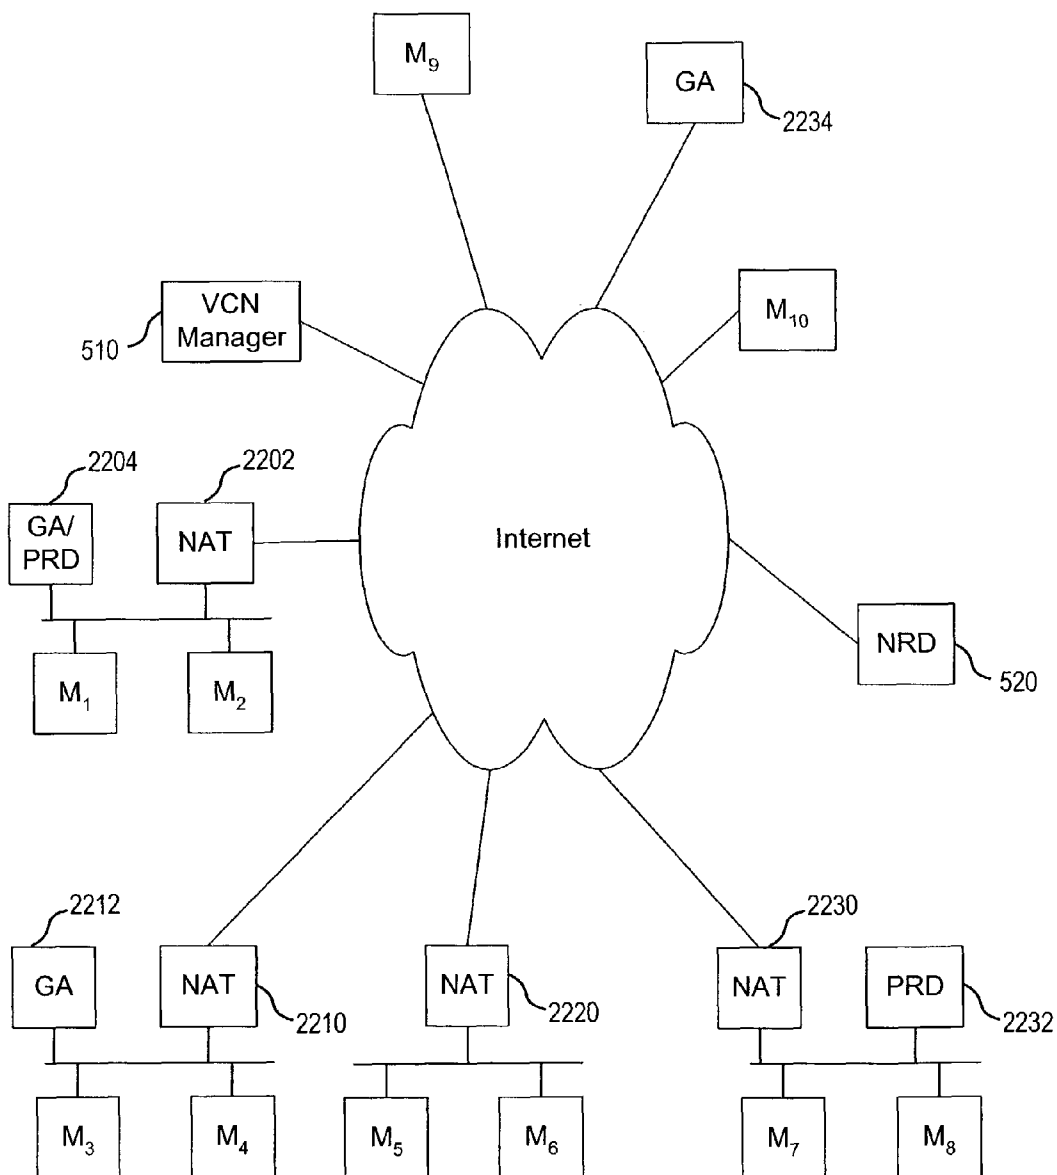 M9
GA
2234
VCN
Manager
510
M10
2204
2202
GA/
PRD
NAT
Internet
NRD
520
M1
M2
2212
2230
GA
NAT
2210
NAT
2220
NAT
PRD
2232
M3
M4
M5
M6
M7
M8